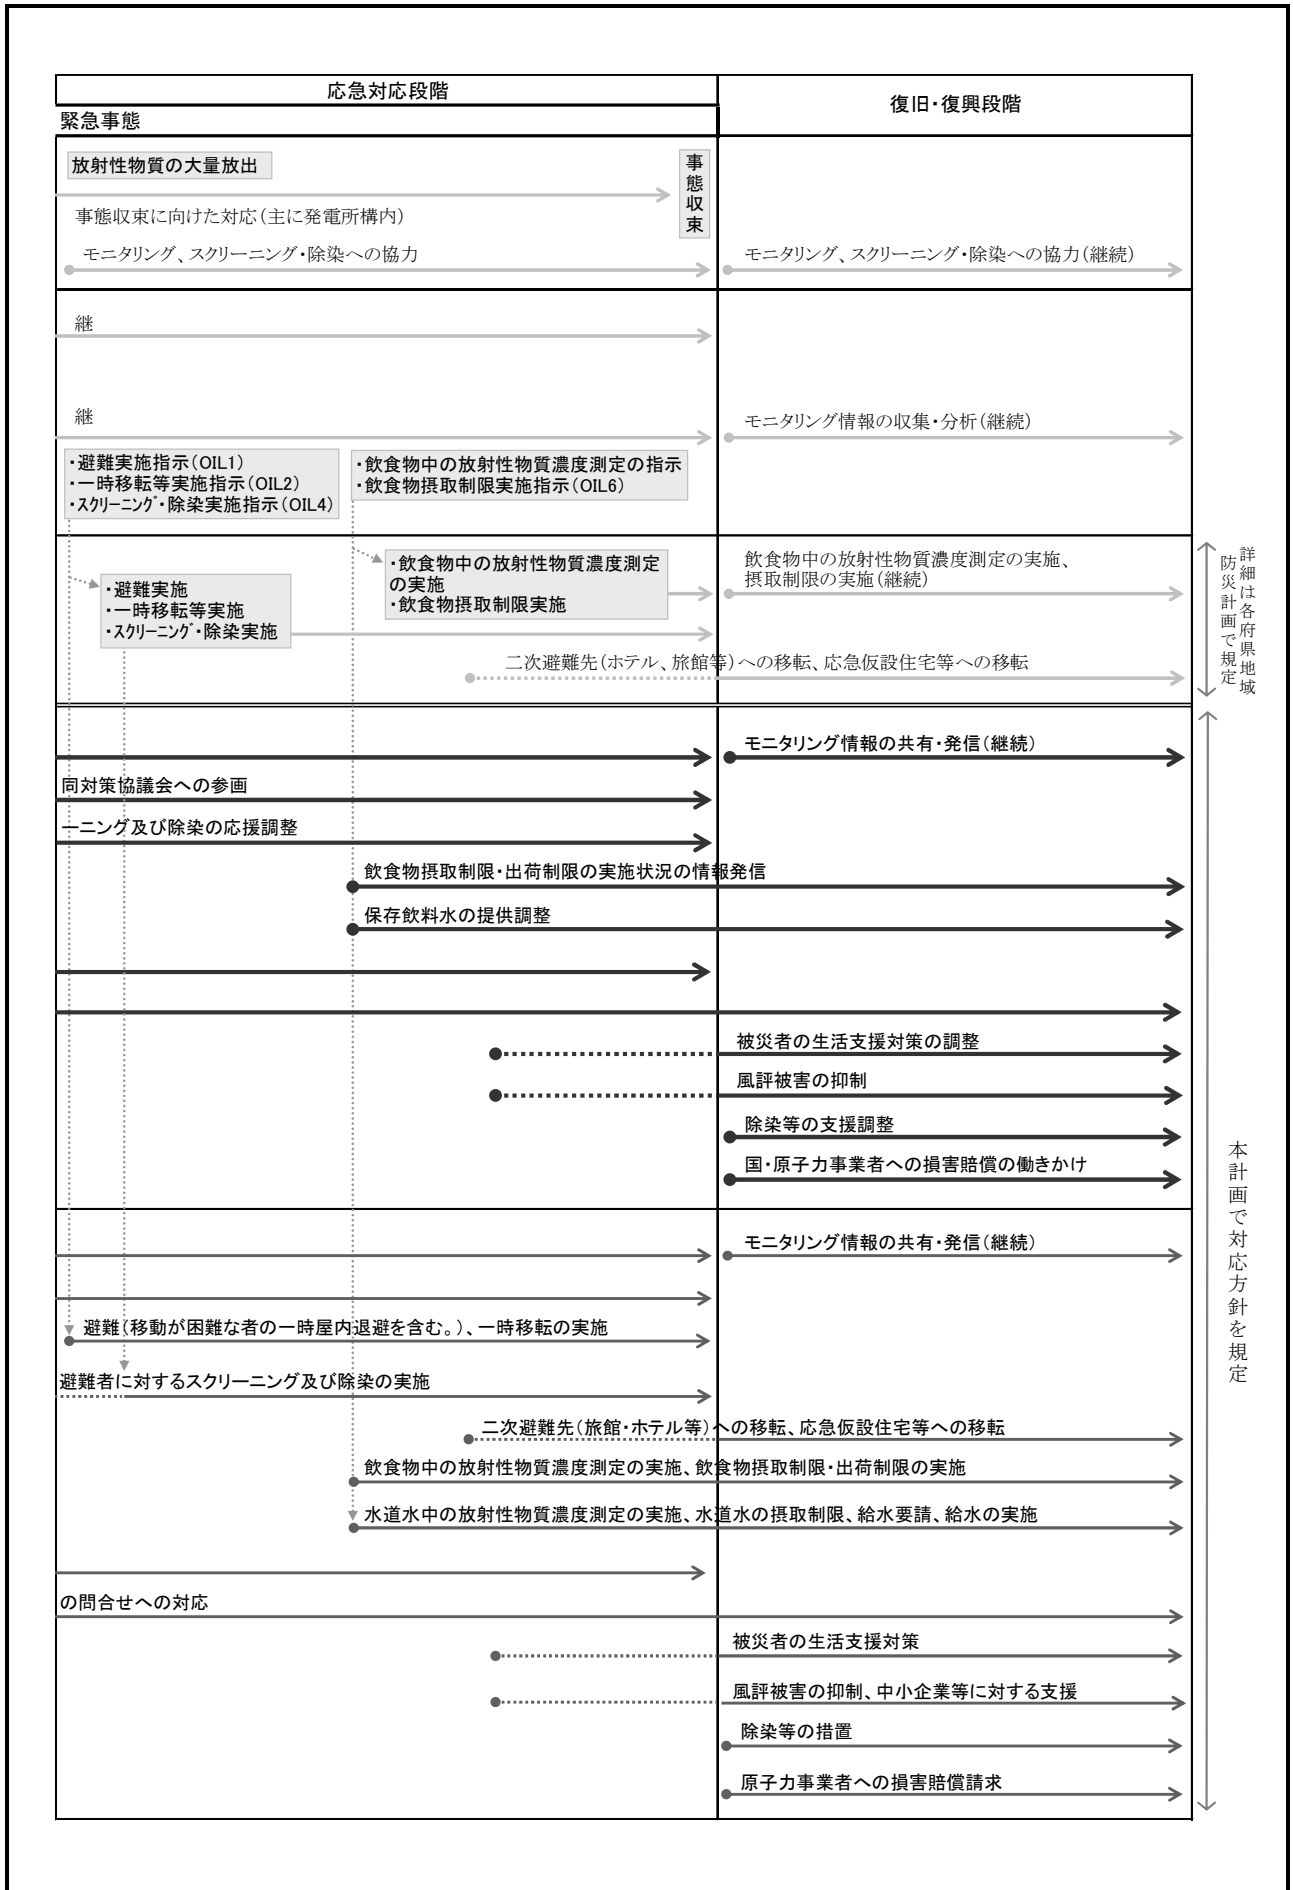 応急対応段階
復旧・復興段階
緊急事態
放射性物質の大量放出
事態収束
事態収束に向けた対応(主に発電所構内)
モニタリング、スクリーニング・除染への協力
モニタリング、スクリーニング・除染への協力(継続)
継
継
モニタリング情報の収集・分析(継続)
・避難実施指示(OIL1)
・一時移転等実施指示(OIL2)
・スクリーニング・除染実施指示(OIL4)
・飲食物中の放射性物質濃度測定の指示
・飲食物摂取制限実施指示(OIL6)
・飲食物中の放射性物質濃度測定
の実施
・飲食物摂取制限実施
飲食物中の放射性物質濃度測定の実施、
摂取制限の実施(継続)
・避難実施
・一時移転等実施
・スクリーニング・除染実施
二次避難先(ホテル、旅館等)への移転、応急仮設住宅等への移転
詳細は各府県地域
防災計画で規定
モニタリング情報の共有・発信(継続)
同対策協議会への参画
ーニング及び除染の応援調整
飲食物摂取制限・出荷制限の実施状況の情報発信
保存飲料水の提供調整
被災者の生活支援対策の調整
風評被害の抑制
除染等の支援調整
国・原子力事業者への損害賠償の働きかけ
本計画で対応方針を規定
モニタリング情報の共有・発信(継続)
避難(移動が困難な者の一時屋内退避を含む。)、一時移転の実施
避難者に対するスクリーニング及び除染の実施
二次避難先(旅館・ホテル等)への移転、応急仮設住宅等への移転
飲食物中の放射性物質濃度測定の実施、飲食物摂取制限・出荷制限の実施
水道水中の放射性物質濃度測定の実施、水道水の摂取制限、給水要請、給水の実施
の問合せへの対応
被災者の生活支援対策
風評被害の抑制、中小企業等に対する支援
除染等の措置
原子力事業者への損害賠償請求